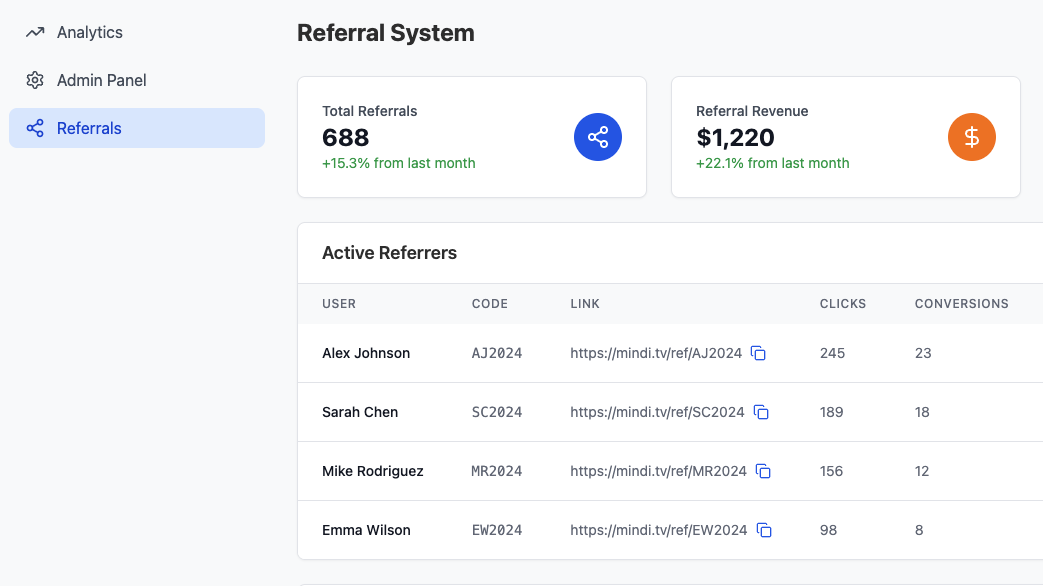 Analytics
Admin Panel
Referrals
Referral System
Total Referrals
688
+15.3% from last month
Referral Revenue
$1,220
+22.1% from last month
$
Active Referrers
USER CODE LINK CLICKS CONVERSIONS
Alex Johnson AJ2024 https://mindi.tv/ref/AJ2024 245 23
Sarah Chen SC2024 https://mindi.tv/ref/SC2024 189 18
Mike Rodriguez MR2024 https://mindi.tv/ref/MR2024 156 12
Emma Wilson EW2024 https://mindi.tv/ref/EW2024 98 8